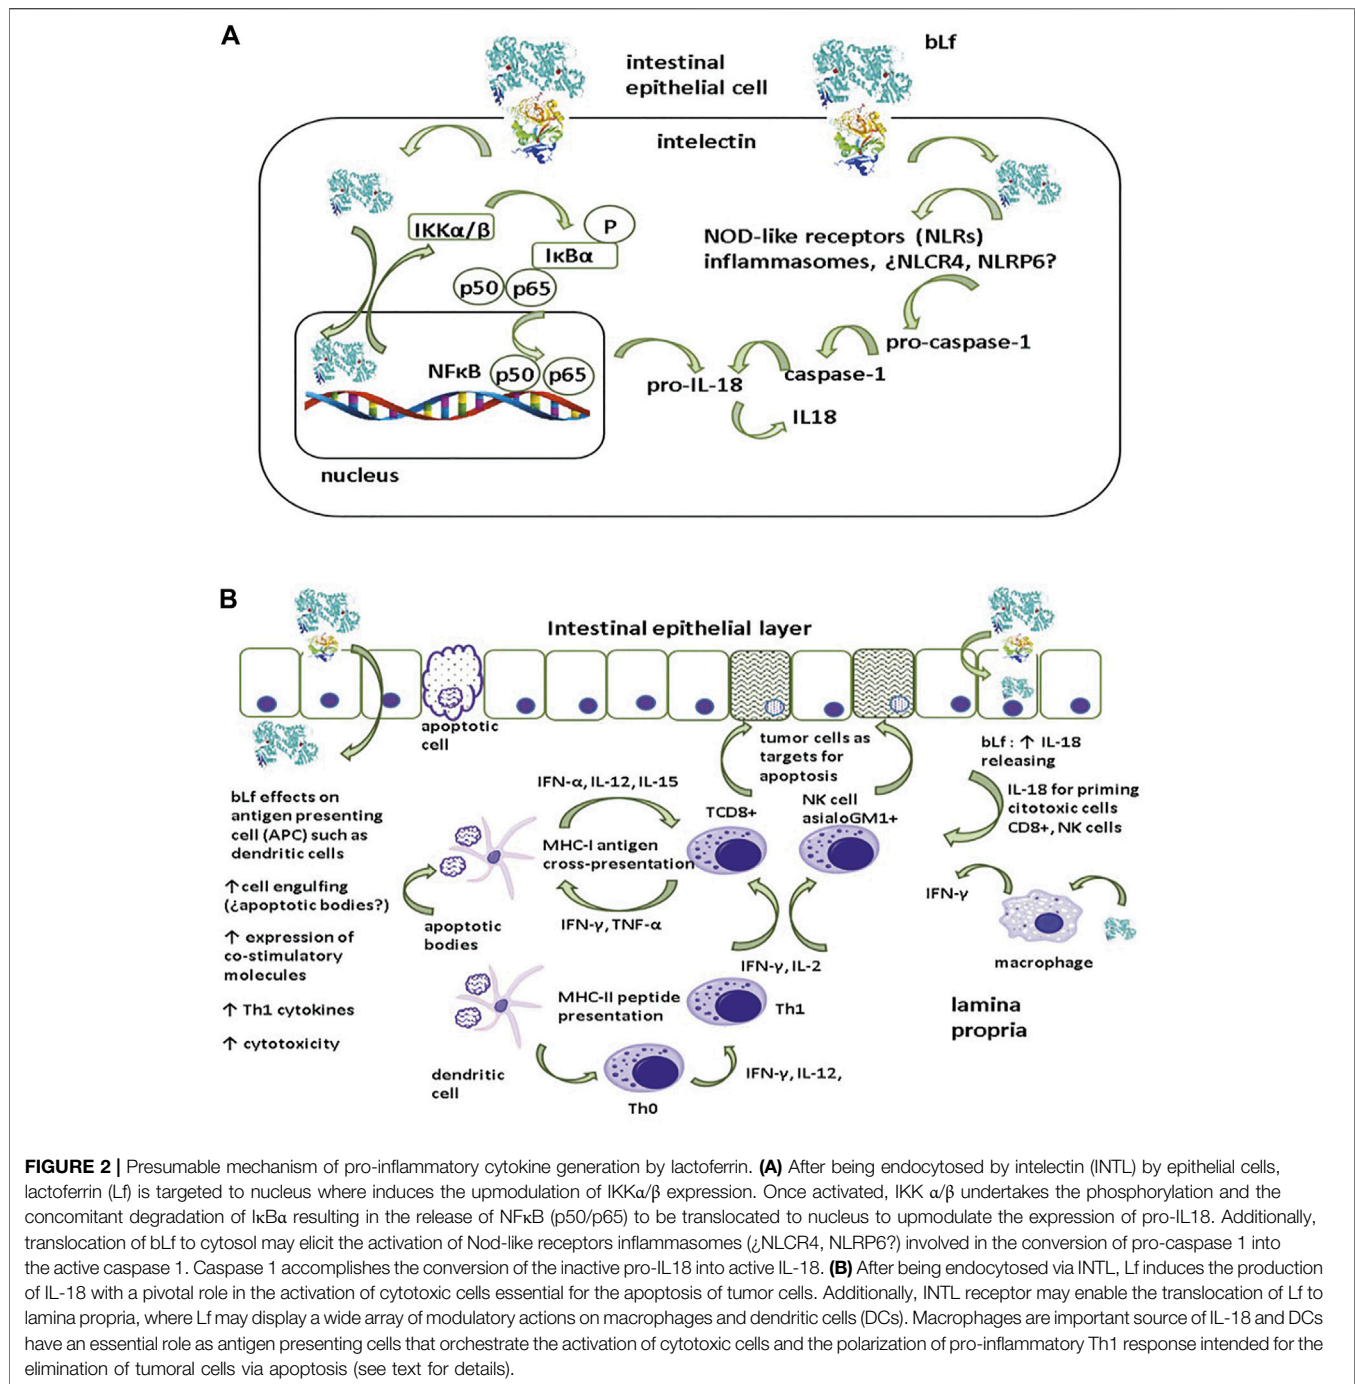 A
bLf
intestinal
epithelial cell
intelectin
IKKα/β
P
IκBα
p50 p65
NFκB p50 p65
nucleus
NOD-like receptors (NLRs)
inflammasomes, ¿NLCR4, NLRP6?
pro-caspase-1
caspase-1
pro-IL-18
IL18
B
Intestinal epithelial layer
apoptotic
cell
bLf effects on
antigen presenting
cell (APC) such as
dendritic cells
↑cell engulfing
(¿apoptotic bodies?)
↑ expression of
co-stimulatory
molecules
↑ Th1 cytokines
↑ cytotoxicity
apoptotic
bodies
dendritic
cell
IFN-α, IL-12, IL-15
MHC-I antigen
cross-presentation
IFN-γ, TNF-α
TCD8+
tumor cells as
targets for
apoptosis
NK cell
asialoGM1+
IFN-γ, IL-2
MHC-II peptide
presentation
Th1
Th0
IFN-γ, IL-12,
bLf : ↑ IL-18
releasing
IL-18 for priming
citotoxic cells
CD8+, NK cells
IFN-γ
macrophage
lamina
propria
FIGURE 2 | Presumable mechanism of pro-inflammatory cytokine generation by lactoferrin. (A) After being endocytosed by intelectin (INTL) by epithelial cells,
lactoferrin (Lf) is targeted to nucleus where induces the upmodulation of IKKα/β expression. Once activated, IKK α/β undertakes the phosphorylation and the
concomitant degradation of IκBα resulting in the release of NFκB (p50/p65) to be translocated to nucleus to upmodulate the expression of pro-IL18. Additionally,
translocation of bLf to cytosol may elicit the activation of Nod-like receptors inflammasomes (¿NLCR4, NLRP6?) involved in the conversion of pro-caspase 1 into
the active caspase 1. Caspase 1 accomplishes the conversion of the inactive pro-IL18 into active IL-18. (B) After being endocytosed via INTL, Lf induces the production
of IL-18 with a pivotal role in the activation of cytotoxic cells essential for the apoptosis of tumor cells. Additionally, INTL receptor may enable the translocation of Lf to
lamina propria, where Lf may display a wide array of modulatory actions on macrophages and dendritic cells (DCs). Macrophages are important source of IL-18 and DCs
have an essential role as antigen presenting cells that orchestrate the activation of cytotoxic cells and the polarization of pro-inflammatory Th1 response intended for the
elimination of tumoral cells via apoptosis (see text for details).